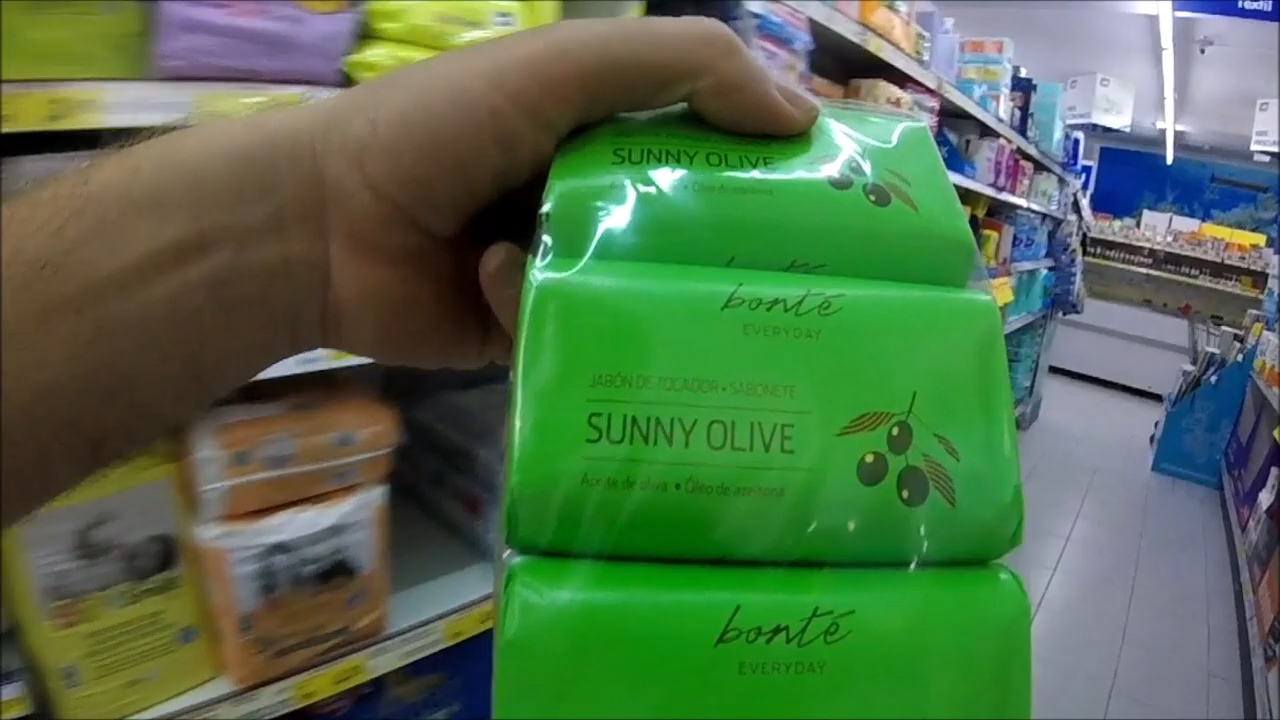 SUNNY OLIVE
bonté
EVERYDAY
JABÓN DE TOCADOR • SABONETE
SUNNY OLIVE
Aceite de oliva • Óleo de azeitona
bonté
EVERYDAY